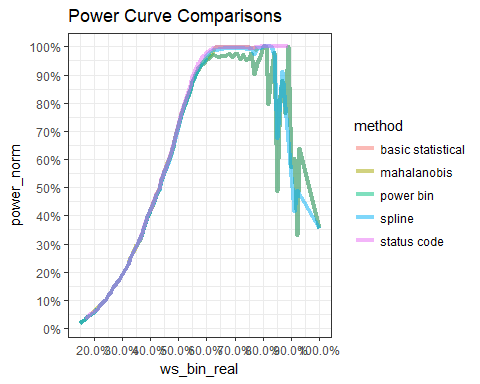 Power Curve Comparisons
100%
90%
80%
70%
60%
50%
40%
30%
20%
10%
0%
power_norm
20.0%30.0%40.0%50.0%60.0%70.0%80.0%90.0%100.0%
ws_bin_real
method
basic statistical
mahalanobis
power bin
spline
status code